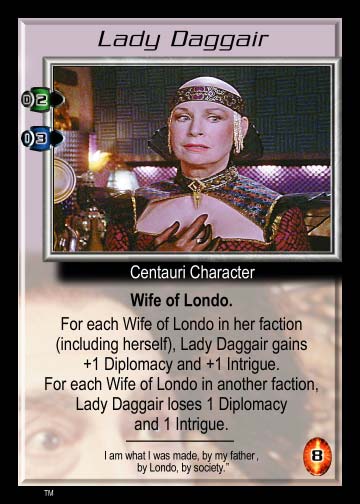 Lady Daggair
D 2
I 3
Centauri Character
Wife of Londo.
For each Wife of Londo in her faction
(including herself), Lady Daggair gains
+1 Diplomacy and +1 Intrigue.
For each Wife of Londo in another faction,
Lady Daggair loses 1 Diplomacy
and 1 Intrigue.
I am what I was made, by my father ,
by Londo, by society."
8
TM